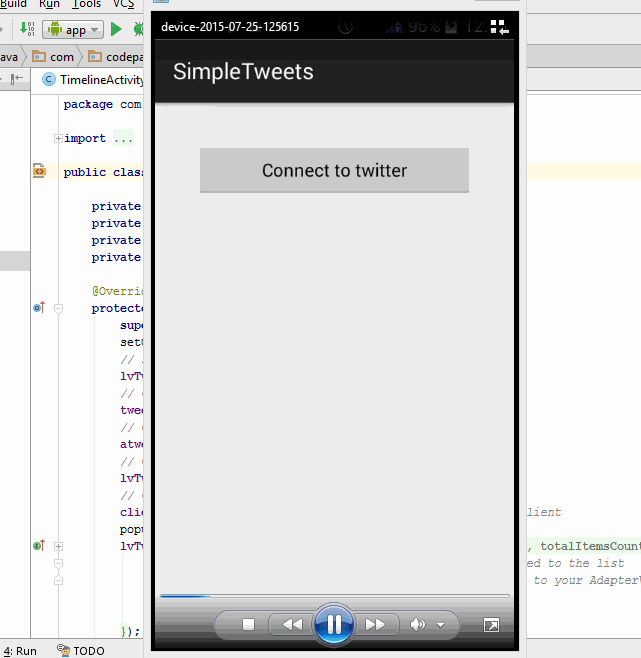 Build Run Tools VCS
app
ava com codepa
TimelineActivity
package com
import ...
public class
private
private
private
private
@Overrid
protecte
supe
setC
//
lvTw
//
twee
//
atwe
//
lvTw
//
clie
popu
lvTw
});
lient
, totalItemsCount
ed to the list
to your AdapterV
4: Run TODO
device-2015-07-25-125615
96% 12:
SimpleTweets
Connect to twitter